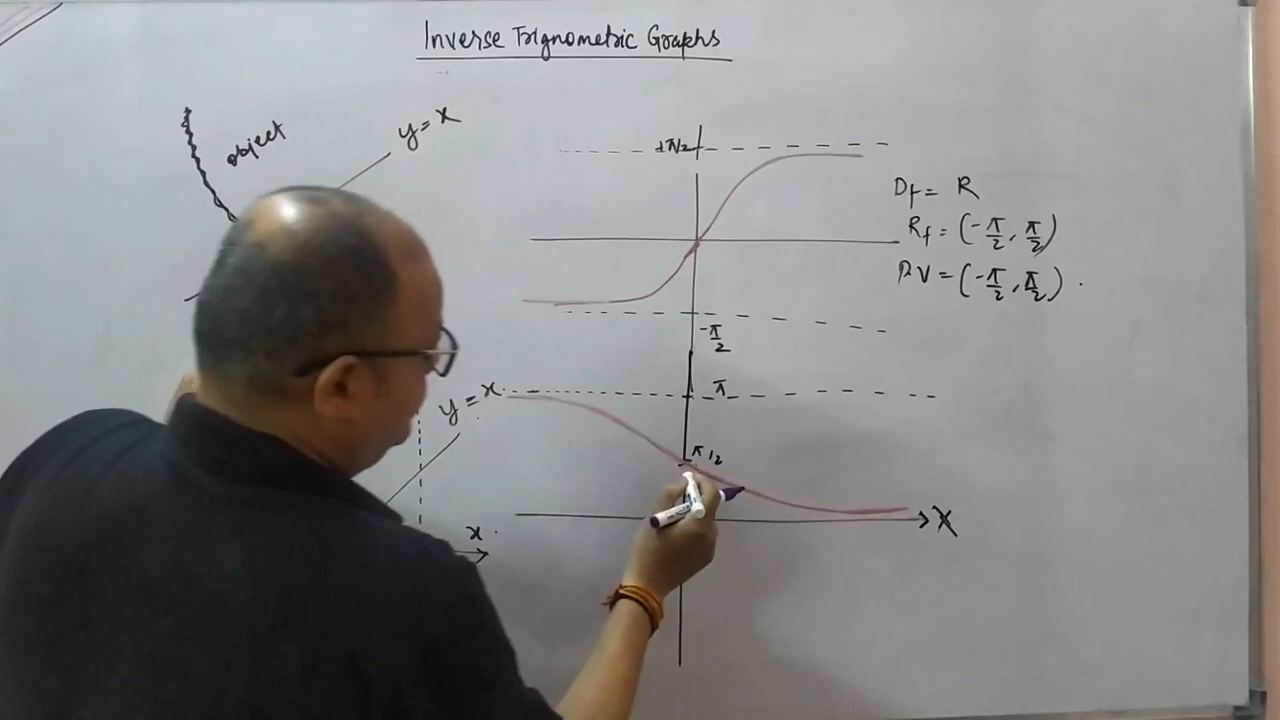 Inverse Trignometric Graphs
object
y=x
+π/2
-π/2
Df = R
Rf = (-π/2, π/2)
PV = (-π/2, π/2).
y=x
π
π/2
x
X